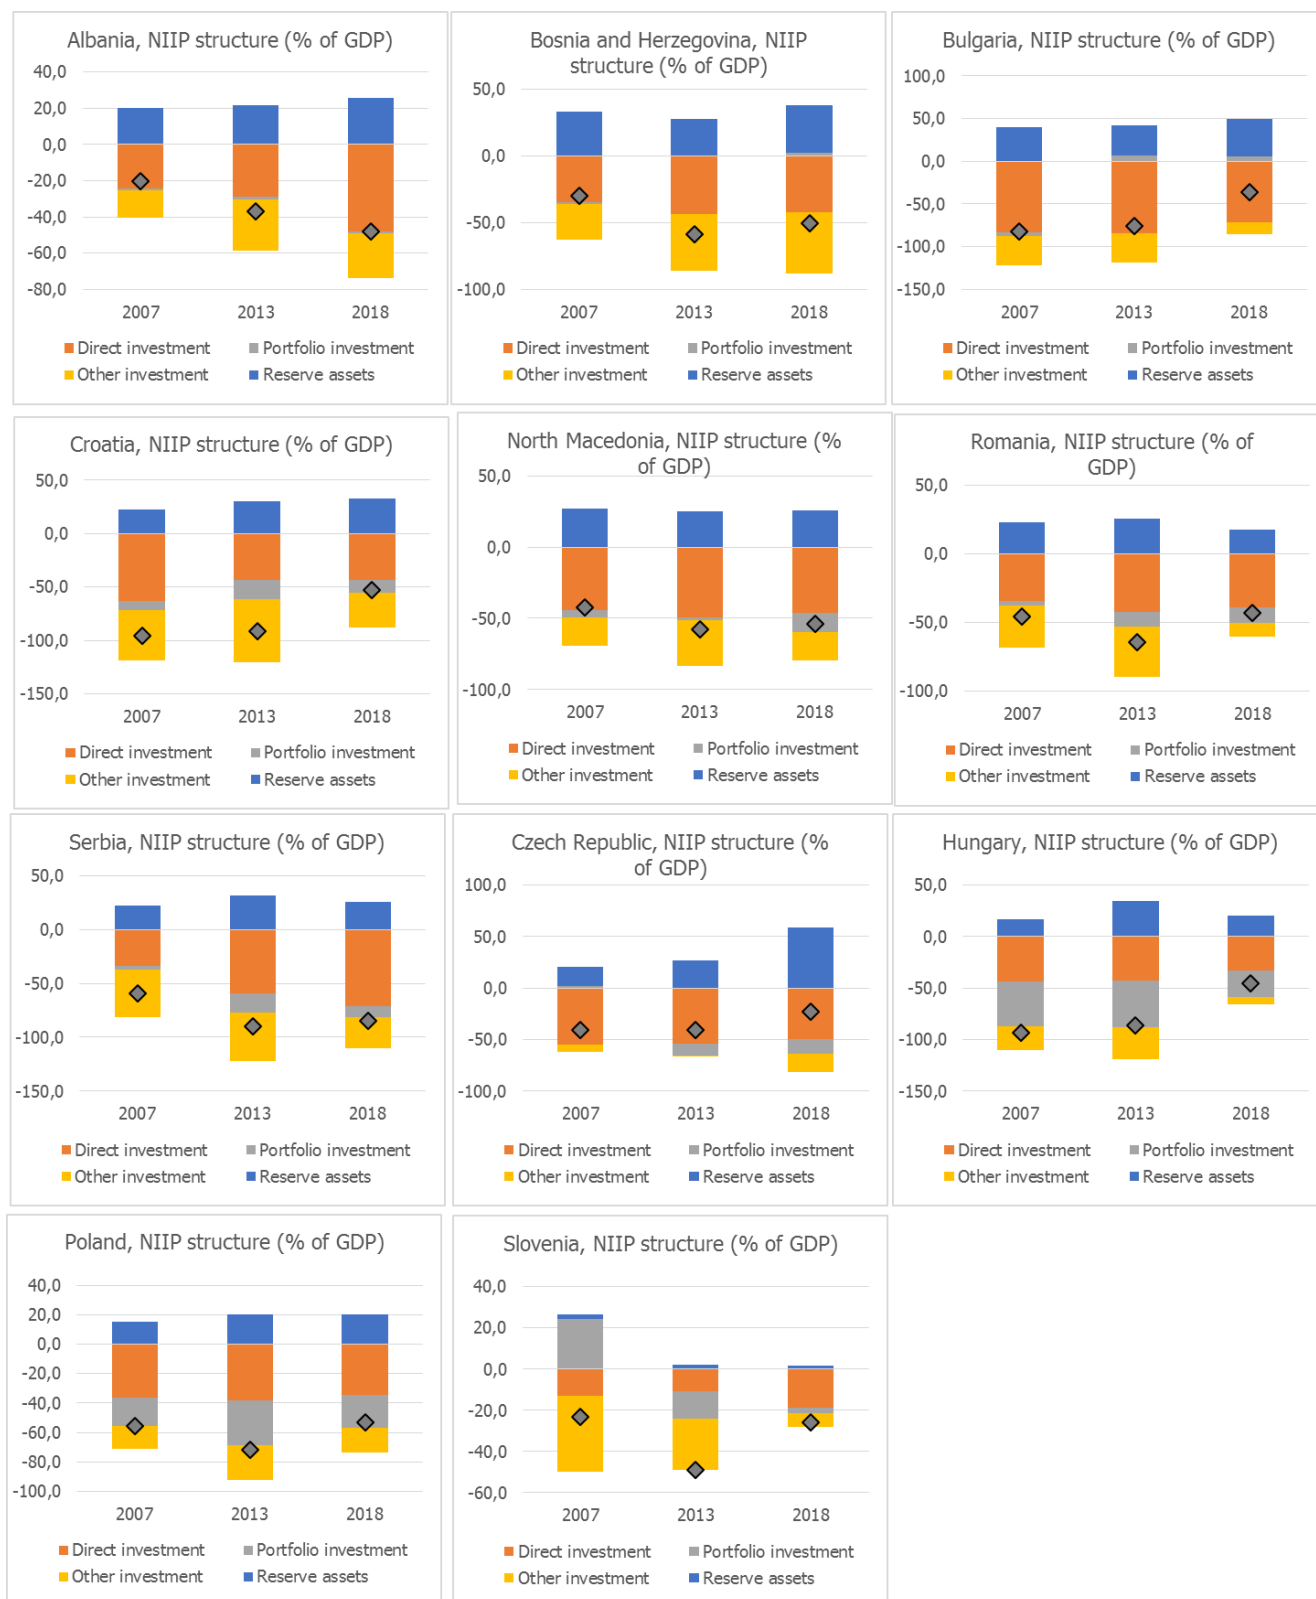 Albania, NIIP structure (% of GDP)
40,0
20,0
0,0
-20,0
-40,0
-60,0
-80,0
2007 2013 2018
Direct investment Portfolio investment
Other investment Reserve assets
Bosnia and Herzegovina, NIIP
structure (% of GDP)
50,0
0,0
-50,0
-100,0
2007 2013 2018
Direct investment Portfolio investment
Other investment Reserve assets
Bulgaria, NIIP structure (% of GDP)
100,0
50,0
0,0
-50,0
-100,0
-150,0
2007 2013 2018
Direct investment Portfolio investment
Other investment Reserve assets
Croatia, NIIP structure (% of GDP)
50,0
0,0
-50,0
-100,0
-150,0
2007 2013 2018
Direct investment Portfolio investment
Other investment Reserve assets
North Macedonia, NIIP structure (%
of GDP)
50,0
0,0
-50,0
-100,0
2007 2013 2018
Direct investment Portfolio investment
Other investment Reserve assets
Romania, NIIP structure (% of
GDP)
50,0
0,0
-50,0
-100,0
2007 2013 2018
Direct investment Portfolio investment
Other investment Reserve assets
Serbia, NIIP structure (% of GDP)
50,0
0,0
-50,0
-100,0
-150,0
2007 2013 2018
Direct investment Portfolio investment
Other investment Reserve assets
Czech Republic, NIIP structure (%
of GDP)
100,0
50,0
0,0
-50,0
-100,0
2007 2013 2018
Direct investment Portfolio investment
Other investment Reserve assets
Hungary, NIIP structure (% of GDP)
50,0
0,0
-50,0
-100,0
-150,0
2007 2013 2018
Direct investment Portfolio investment
Other investment Reserve assets
Poland, NIIP structure (% of GDP)
40,0
20,0
0,0
-20,0
-40,0
-60,0
-80,0
-100,0
2007 2013 2018
Direct investment Portfolio investment
Other investment Reserve assets
Slovenia, NIIP structure (% of GDP)
40,0
20,0
0,0
-20,0
-40,0
-60,0
2007 2013 2018
Direct investment Portfolio investment
Other investment Reserve assets